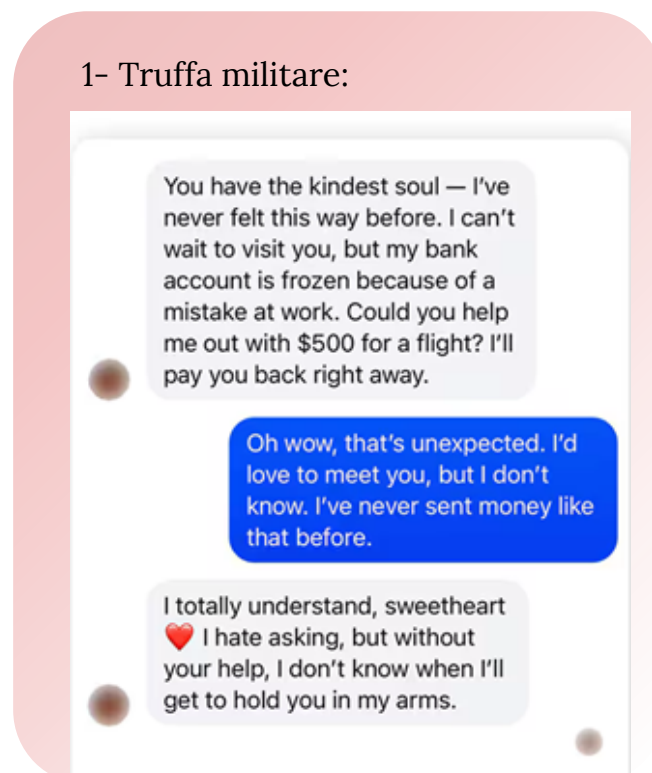 1- Truffa militare:
You have the kindest soul — I've
never felt this way before. I can't
wait to visit you, but my bank
account is frozen because of a
mistake at work. Could you help
me out with $500 for a flight? I'll
pay you back right away.
Oh wow, that's unexpected. I'd
love to meet you, but I don't
know. I've never sent money like
that before.
I totally understand, sweetheart
❤️ I hate asking, but without
your help, I don't know when I'll
get to hold you in my arms.